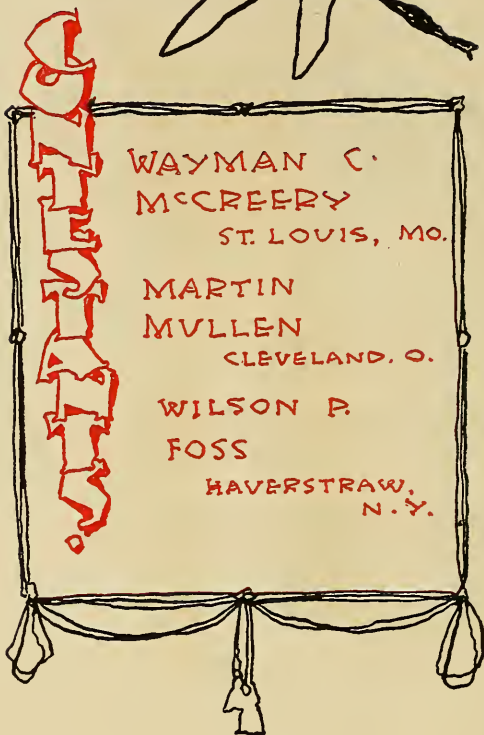 CONTESTANTS.
WAYMAN C.
McCREERY
ST. LOUIS, MO.
MARTIN
MULLEN
CLEVELAND. O.
WILSON P.
FOSS
HAVERSTRAW,
N.Y.